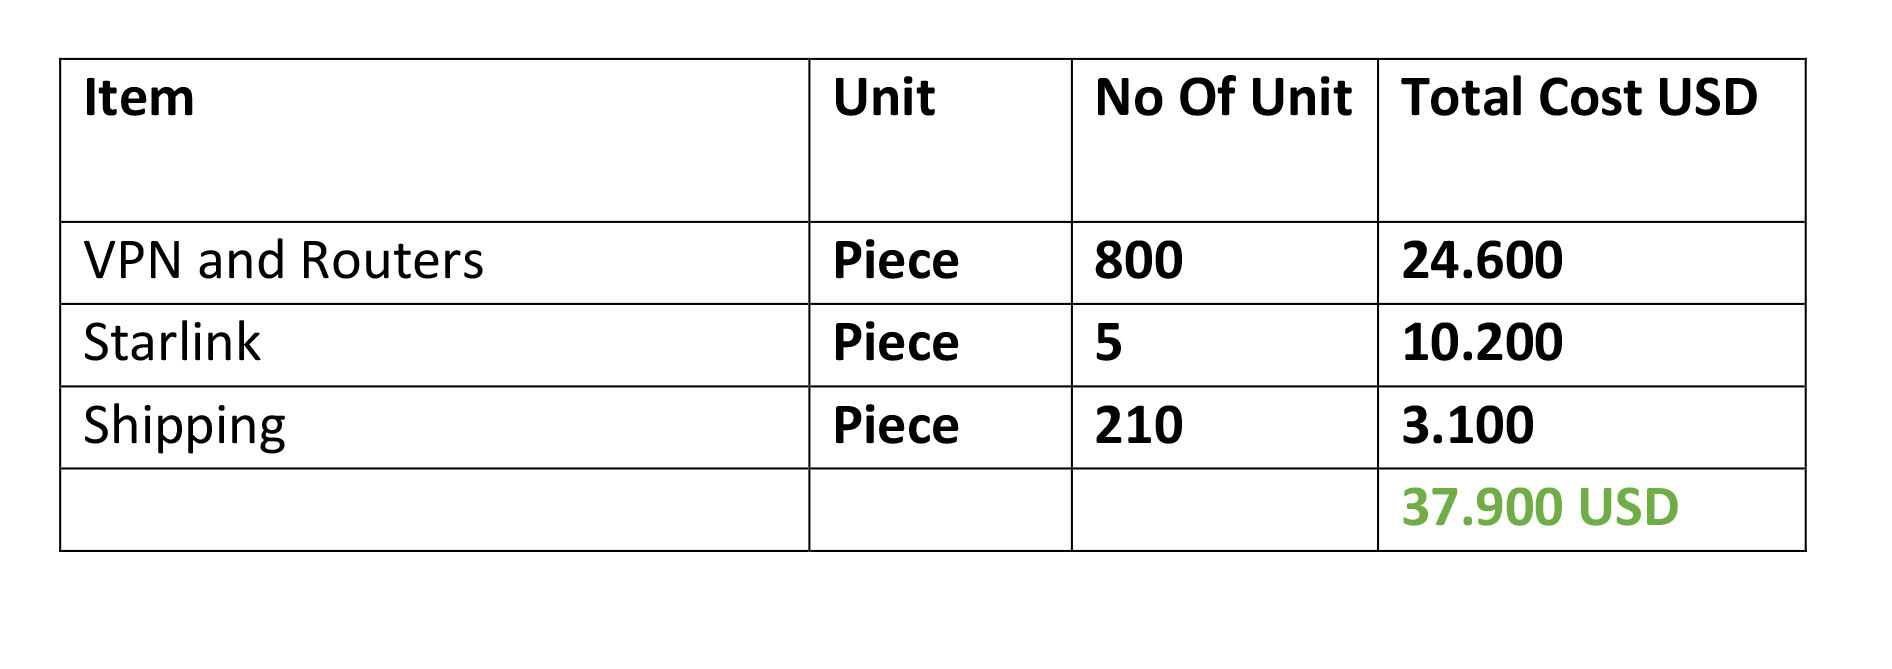 Item Unit No Of Unit Total Cost USD
VPN and Routers Piece 800 24.600
Starlink Piece 5 10.200
Shipping Piece 210 3.100
37.900 USD